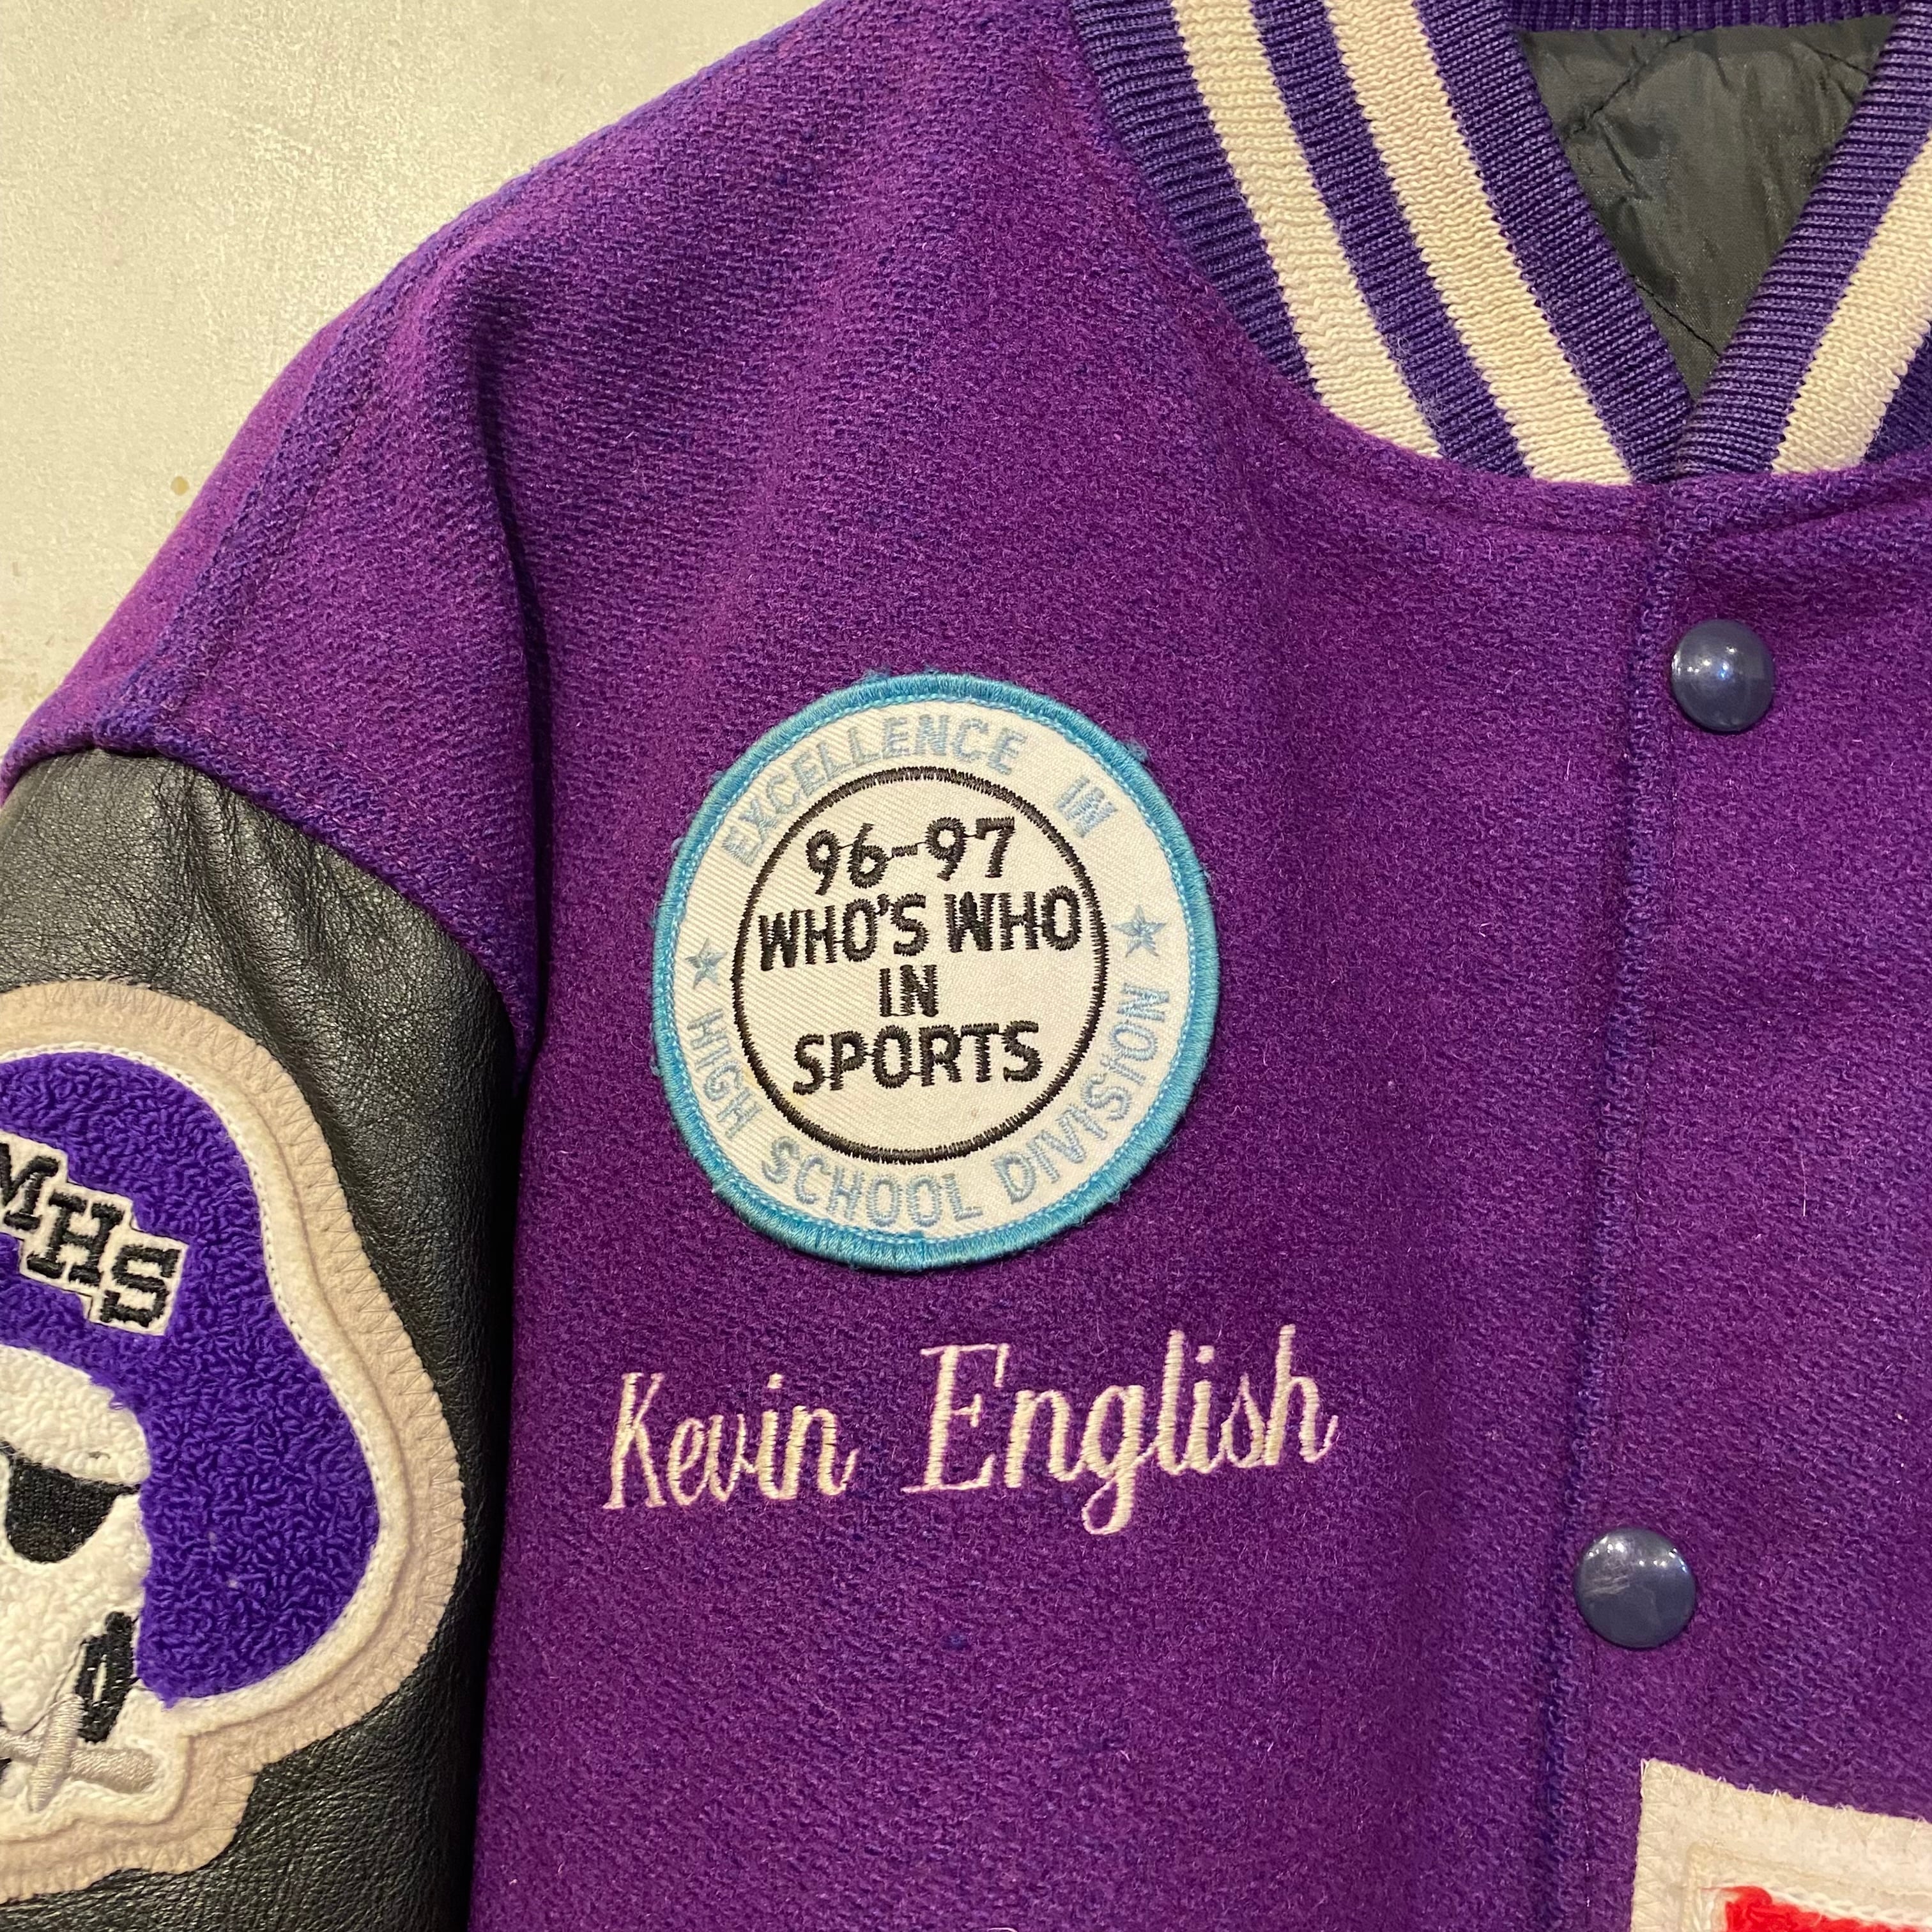 EXCELLENCE IN
96-97
WHO'S WHO
IN
SPORTS
HIGH SCHOOL DIVISION
MHS
Kevin English